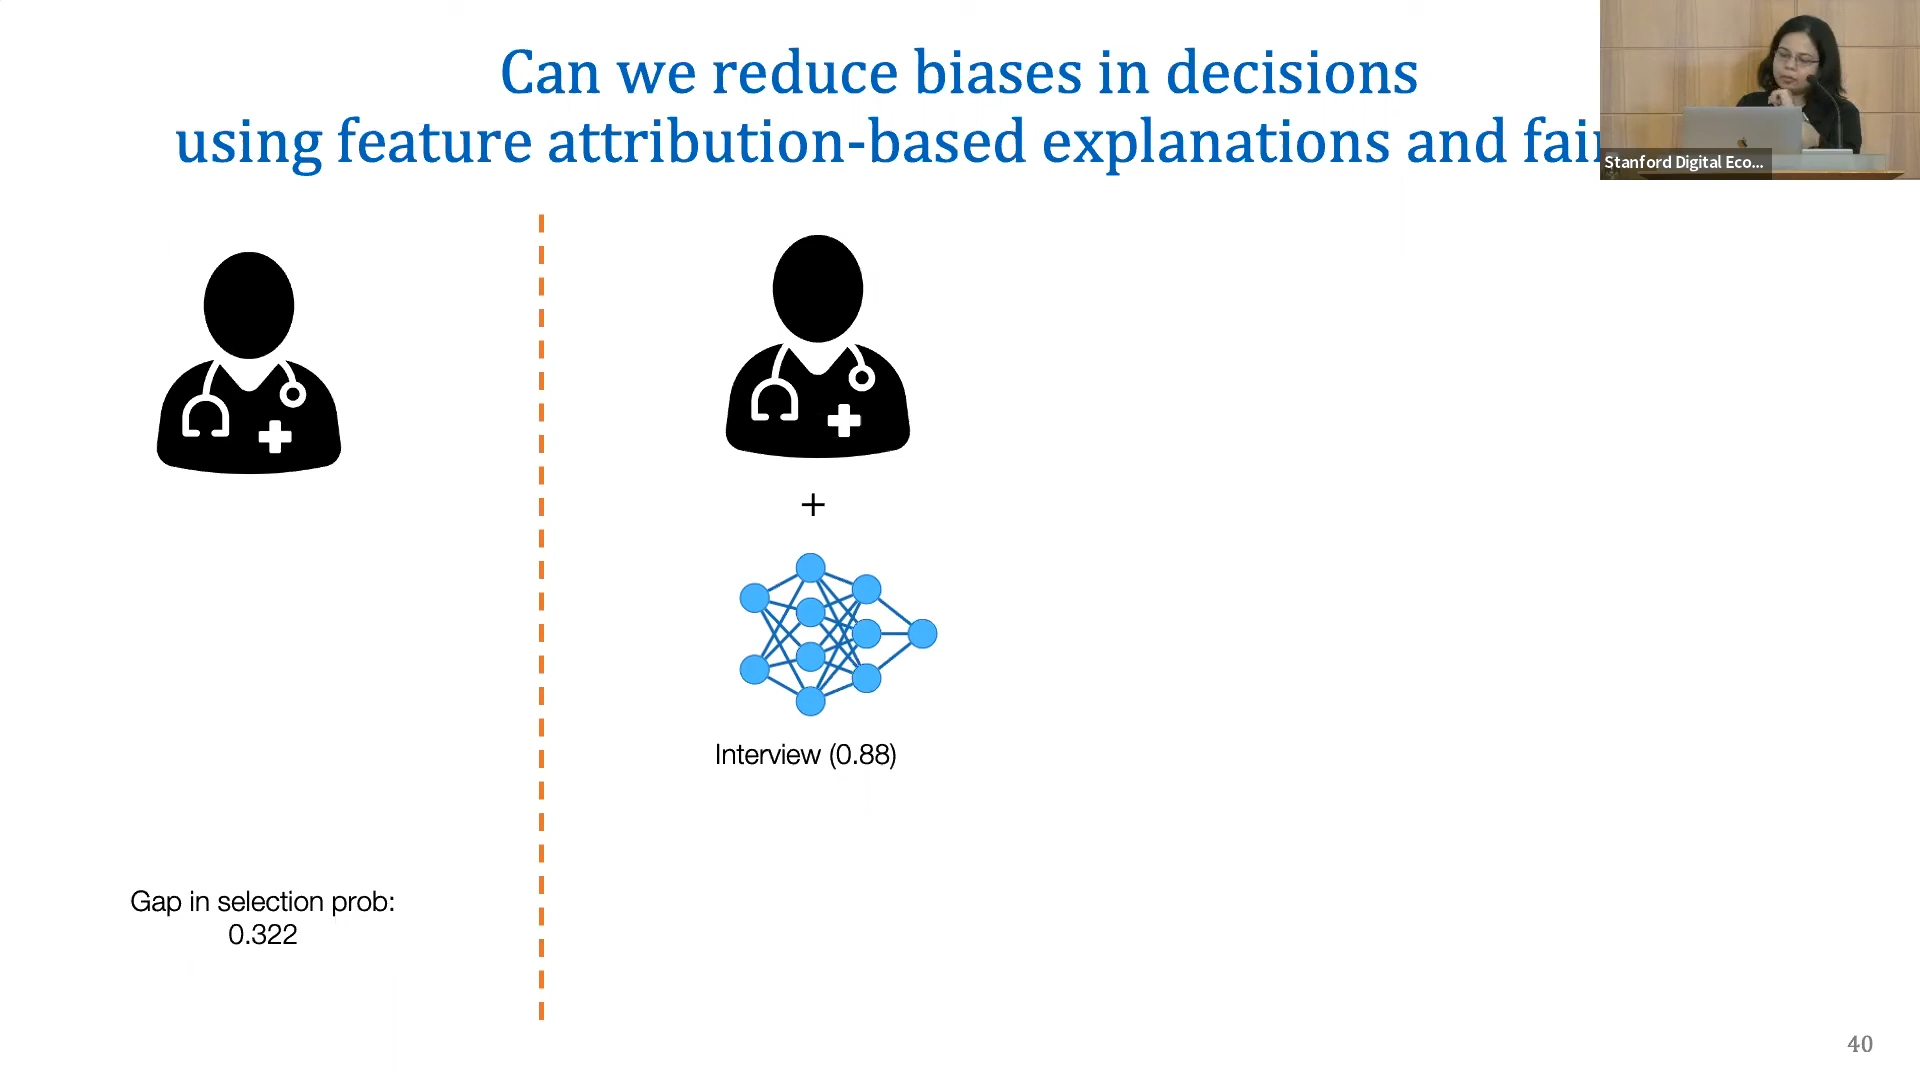 Can we reduce biases in decisions
using feature attribution-based explanations and fai
Stanford Digital Eco...
+
Interview (0.88)
Gap in selection prob:
0.322
40